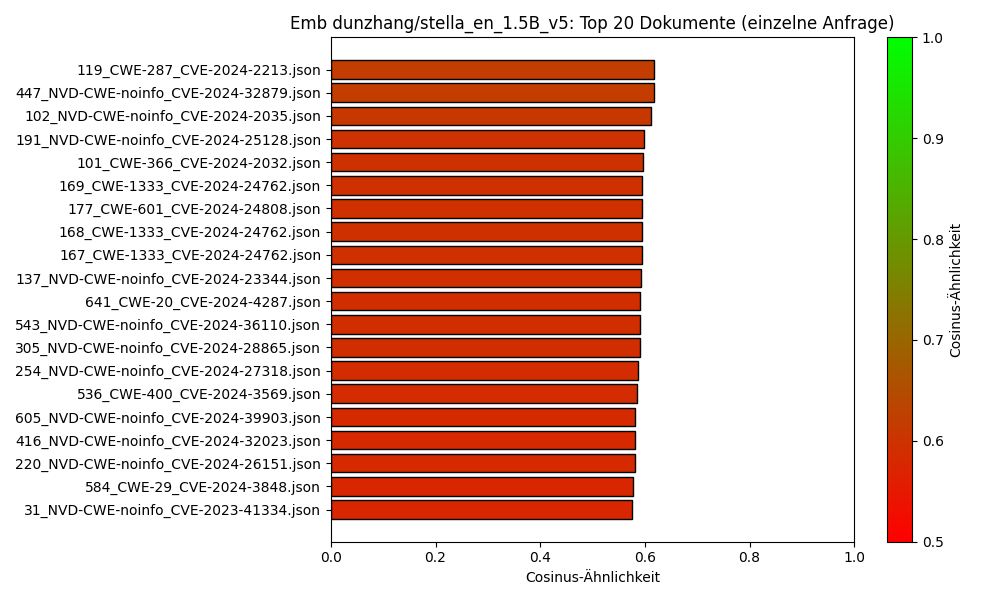 Emb dunzhang/stella_en_1.5B_v5: Top 20 Dokumente (einzelne Anfrage)
119_CWE-287_CVE-2024-2213.json
447_NVD-CWE-noinfo_CVE-2024-32879.json
102_NVD-CWE-noinfo_CVE-2024-2035.json
191_NVD-CWE-noinfo_CVE-2024-25128.json
101_CWE-366_CVE-2024-2032.json
169_CWE-1333_CVE-2024-24762.json
177_CWE-601_CVE-2024-24808.json
168_CWE-1333_CVE-2024-24762.json
167_CWE-1333_CVE-2024-24762.json
137_NVD-CWE-noinfo_CVE-2024-23344.json
641_CWE-20_CVE-2024-4287.json
543_NVD-CWE-noinfo_CVE-2024-36110.json
305_NVD-CWE-noinfo_CVE-2024-28865.json
254_NVD-CWE-noinfo_CVE-2024-27318.json
536_CWE-400_CVE-2024-3569.json
605_NVD-CWE-noinfo_CVE-2024-39903.json
416_NVD-CWE-noinfo_CVE-2024-32023.json
220_NVD-CWE-noinfo_CVE-2024-26151.json
584_CWE-29_CVE-2024-3848.json
31_NVD-CWE-noinfo_CVE-2023-41334.json
0.0 0.2 0.4 0.6 0.8 1.0
Cosinus-Ähnlichkeit
1.0
0.9
0.8
0.7
0.6
0.5
Cosinus-Ähnlichkeit